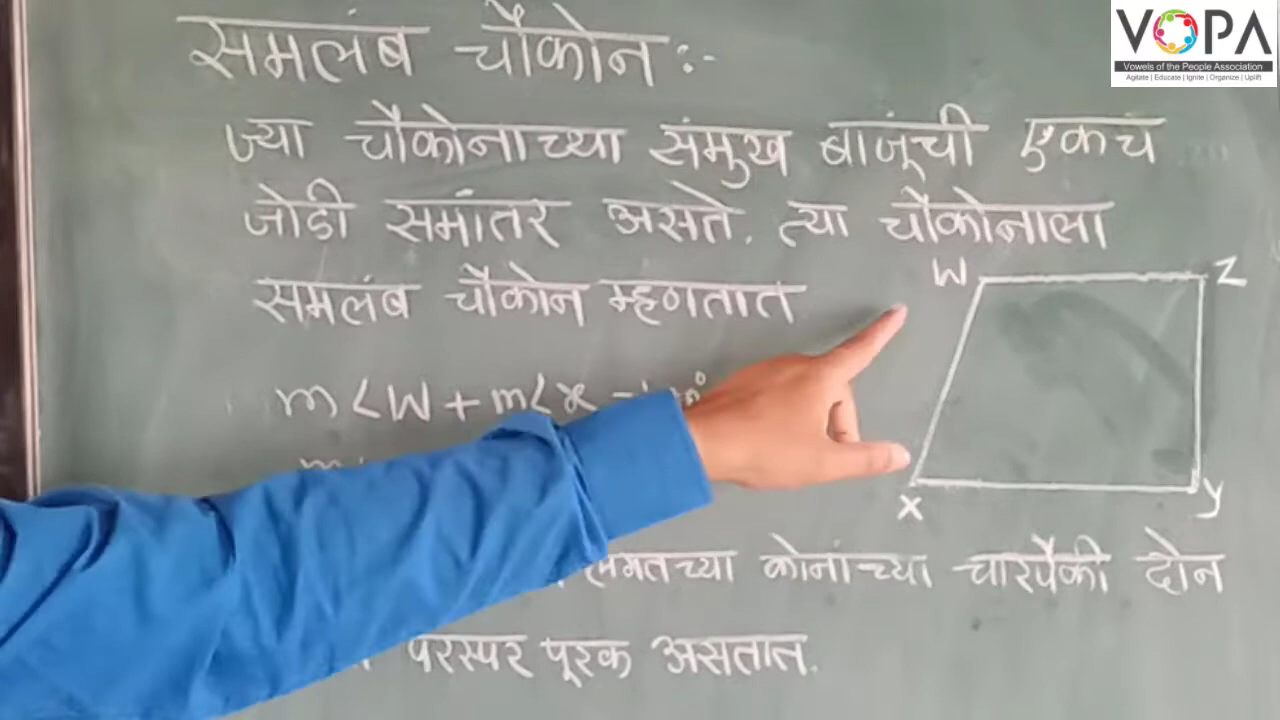 VOPA
Vowels of the People Association
Agitate | Educate | Ignite | Organize | Uplift
समलंब चौकोन :-
ज्या चौकोनाच्या संमुख बाजूंची एकच
जोडी समांतर असते. त्या चौकोनाला
समलंब चौकोन म्हणतात
W Z
m∠W + m∠X
X Y
लगतच्या कोनांच्या चारपैकी दोन
परस्पर पूरक असतात.